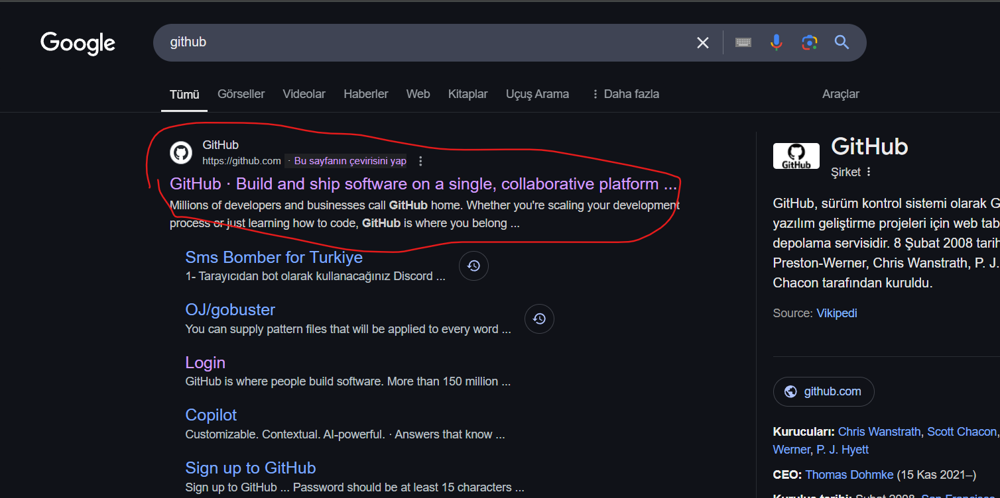 Google
github
Tümü Görseller Videolar Haberler Web Kitaplar Uçuş Arama Daha fazla Araçlar
GitHub
https://github.com · Bu sayfanın çevirisini yap
GitHub · Build and ship software on a single, collaborative platform ...
Millions of developers and businesses call GitHub home. Whether you're scaling your development
process or just learning how to code, GitHub is where you belong ...
Sms Bomber for Turkiye
1- Tarayıcıdan bot olarak kullanacağınız Discord ...
OJ/gobuster
You can supply pattern files that will be applied to every word ...
Login
GitHub is where people build software. More than 150 million ...
Copilot
Customizable. Contextual. AI-powerful. · Answers that know ...
Sign up to GitHub
Sign up to GitHub ... Password should be at least 15 characters ...
GitHub
GitHub
Şirket
GitHub, sürüm kontrol sistemi olarak G
yazılım geliştirme projeleri için web tab
depolama servisidir. 8 Şubat 2008 tarih
Preston-Werner, Chris Wanstrath, P. J.
Chacon tarafından kuruldu.
Source: Vikipedi
github.com
Kurucuları: Chris Wanstrath, Scott Chacon,
Werner, P. J. Hyett
CEO: Thomas Dohmke (15 Kas 2021–)
Kuruluş tarihi: Şubat 2008, San Francisco